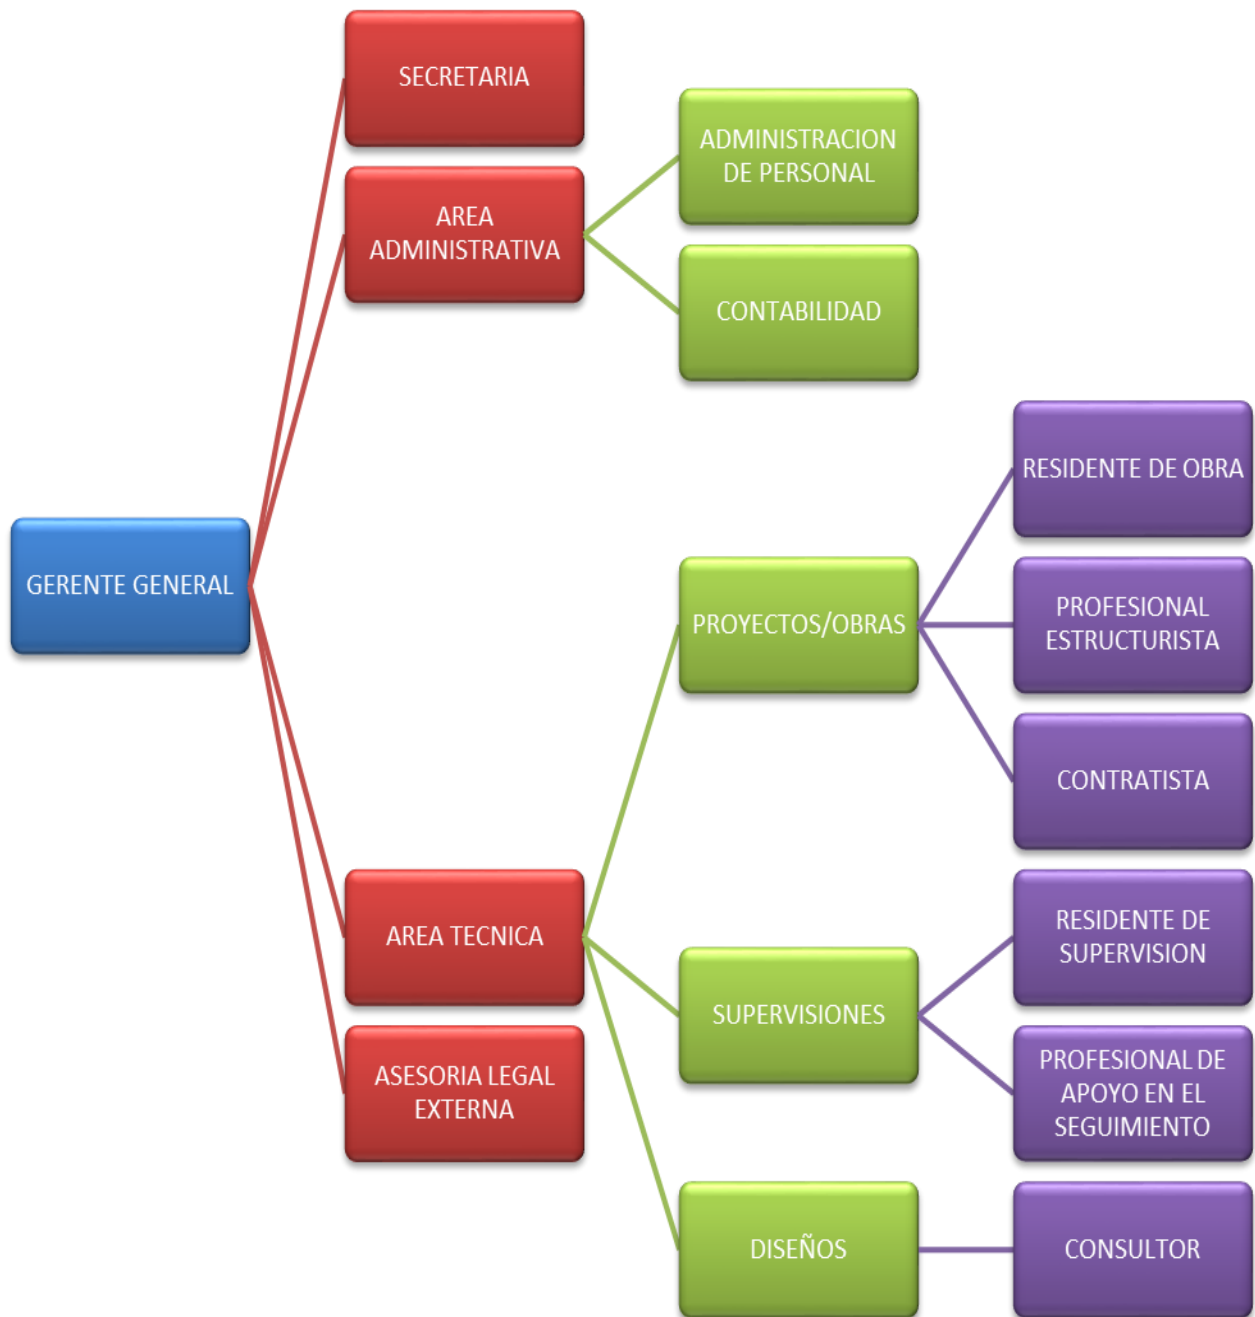 GERENTE GENERAL
SECRETARIA
AREA
ADMINISTRATIVA
ADMINISTRACION
DE PERSONAL
CONTABILIDAD
AREA TECNICA
PROYECTOS/OBRAS
RESIDENTE DE OBRA
PROFESIONAL
ESTRUCTURISTA
CONTRATISTA
SUPERVISIONES
RESIDENTE DE
SUPERVISION
PROFESIONAL DE
APOYO EN EL
SEGUIMIENTO
DISEÑOS
CONSULTOR
ASESORIA LEGAL
EXTERNA